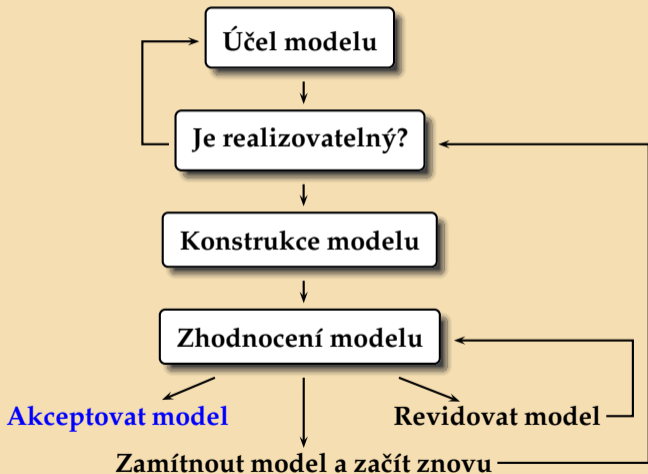 Účel modelu
Je realizovatelný?
Konstrukce modelu
Zhodnocení modelu
Akceptovat model
Revidovat model
Zamítnout model a začít znovu